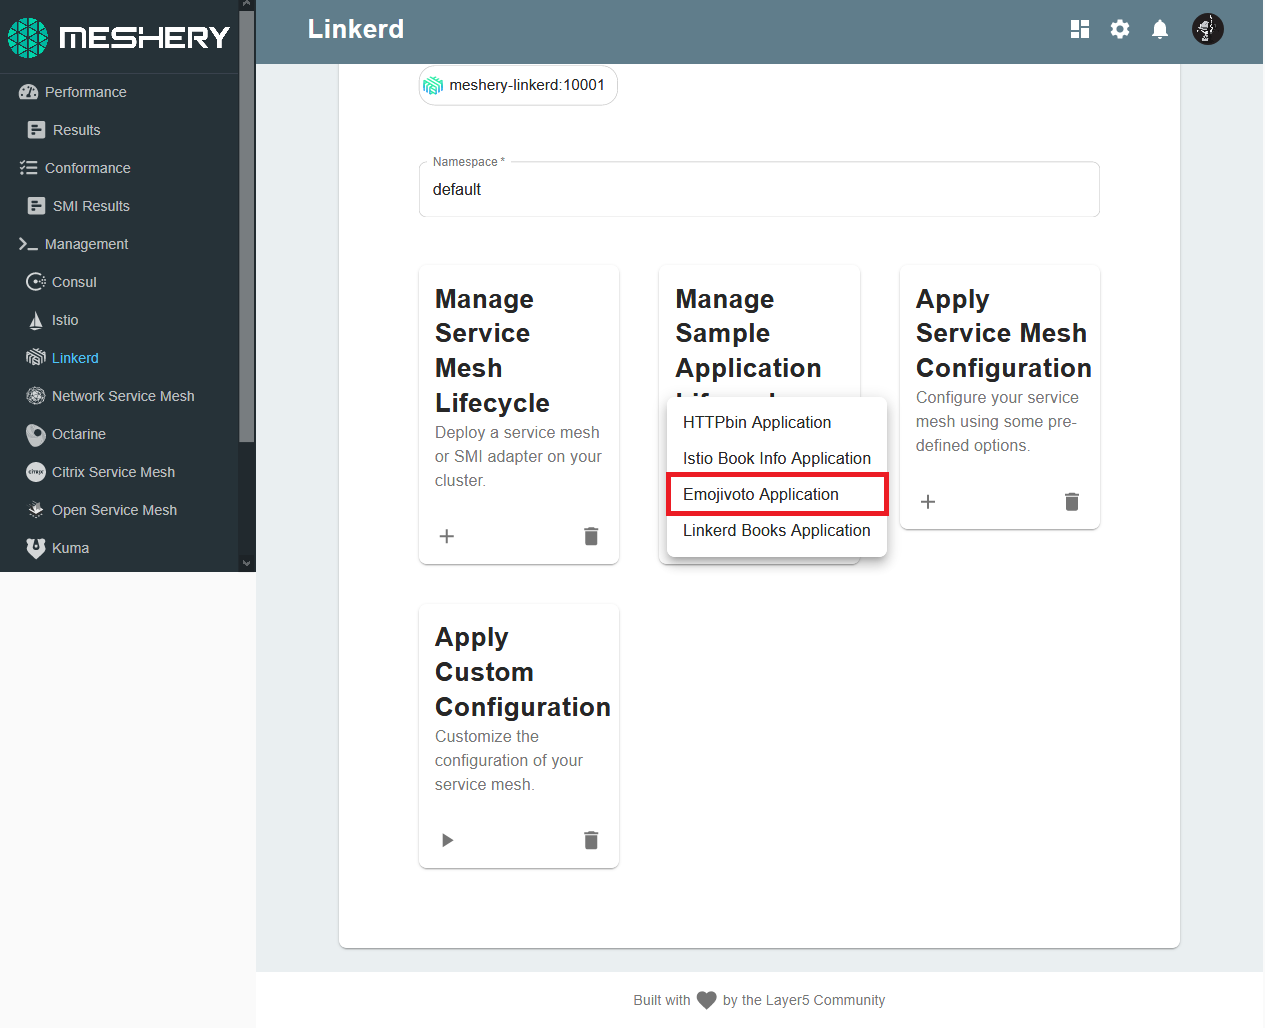 MESHERY
Performance
Results
Conformance
SMI Results
Management
Consul
Istio
Linkerd
Network Service Mesh
Octarine
Citrix Service Mesh
Open Service Mesh
Kuma
Linkerd
meshery-linkerd:10001
Namespace *
default
Manage
Service
Mesh
Lifecycle
Deploy a service mesh
or SMI adapter on your
cluster.
Manage
Sample
Application
HTTPbin Application
Istio Book Info Application
Emojivoto Application
Linkerd Books Application
Apply
Service Mesh
Configuration
Configure your service
mesh using some pre-
defined options.
Apply
Custom
Configuration
Customize the
configuration of your
service mesh.
Built with by the Layer5 Community